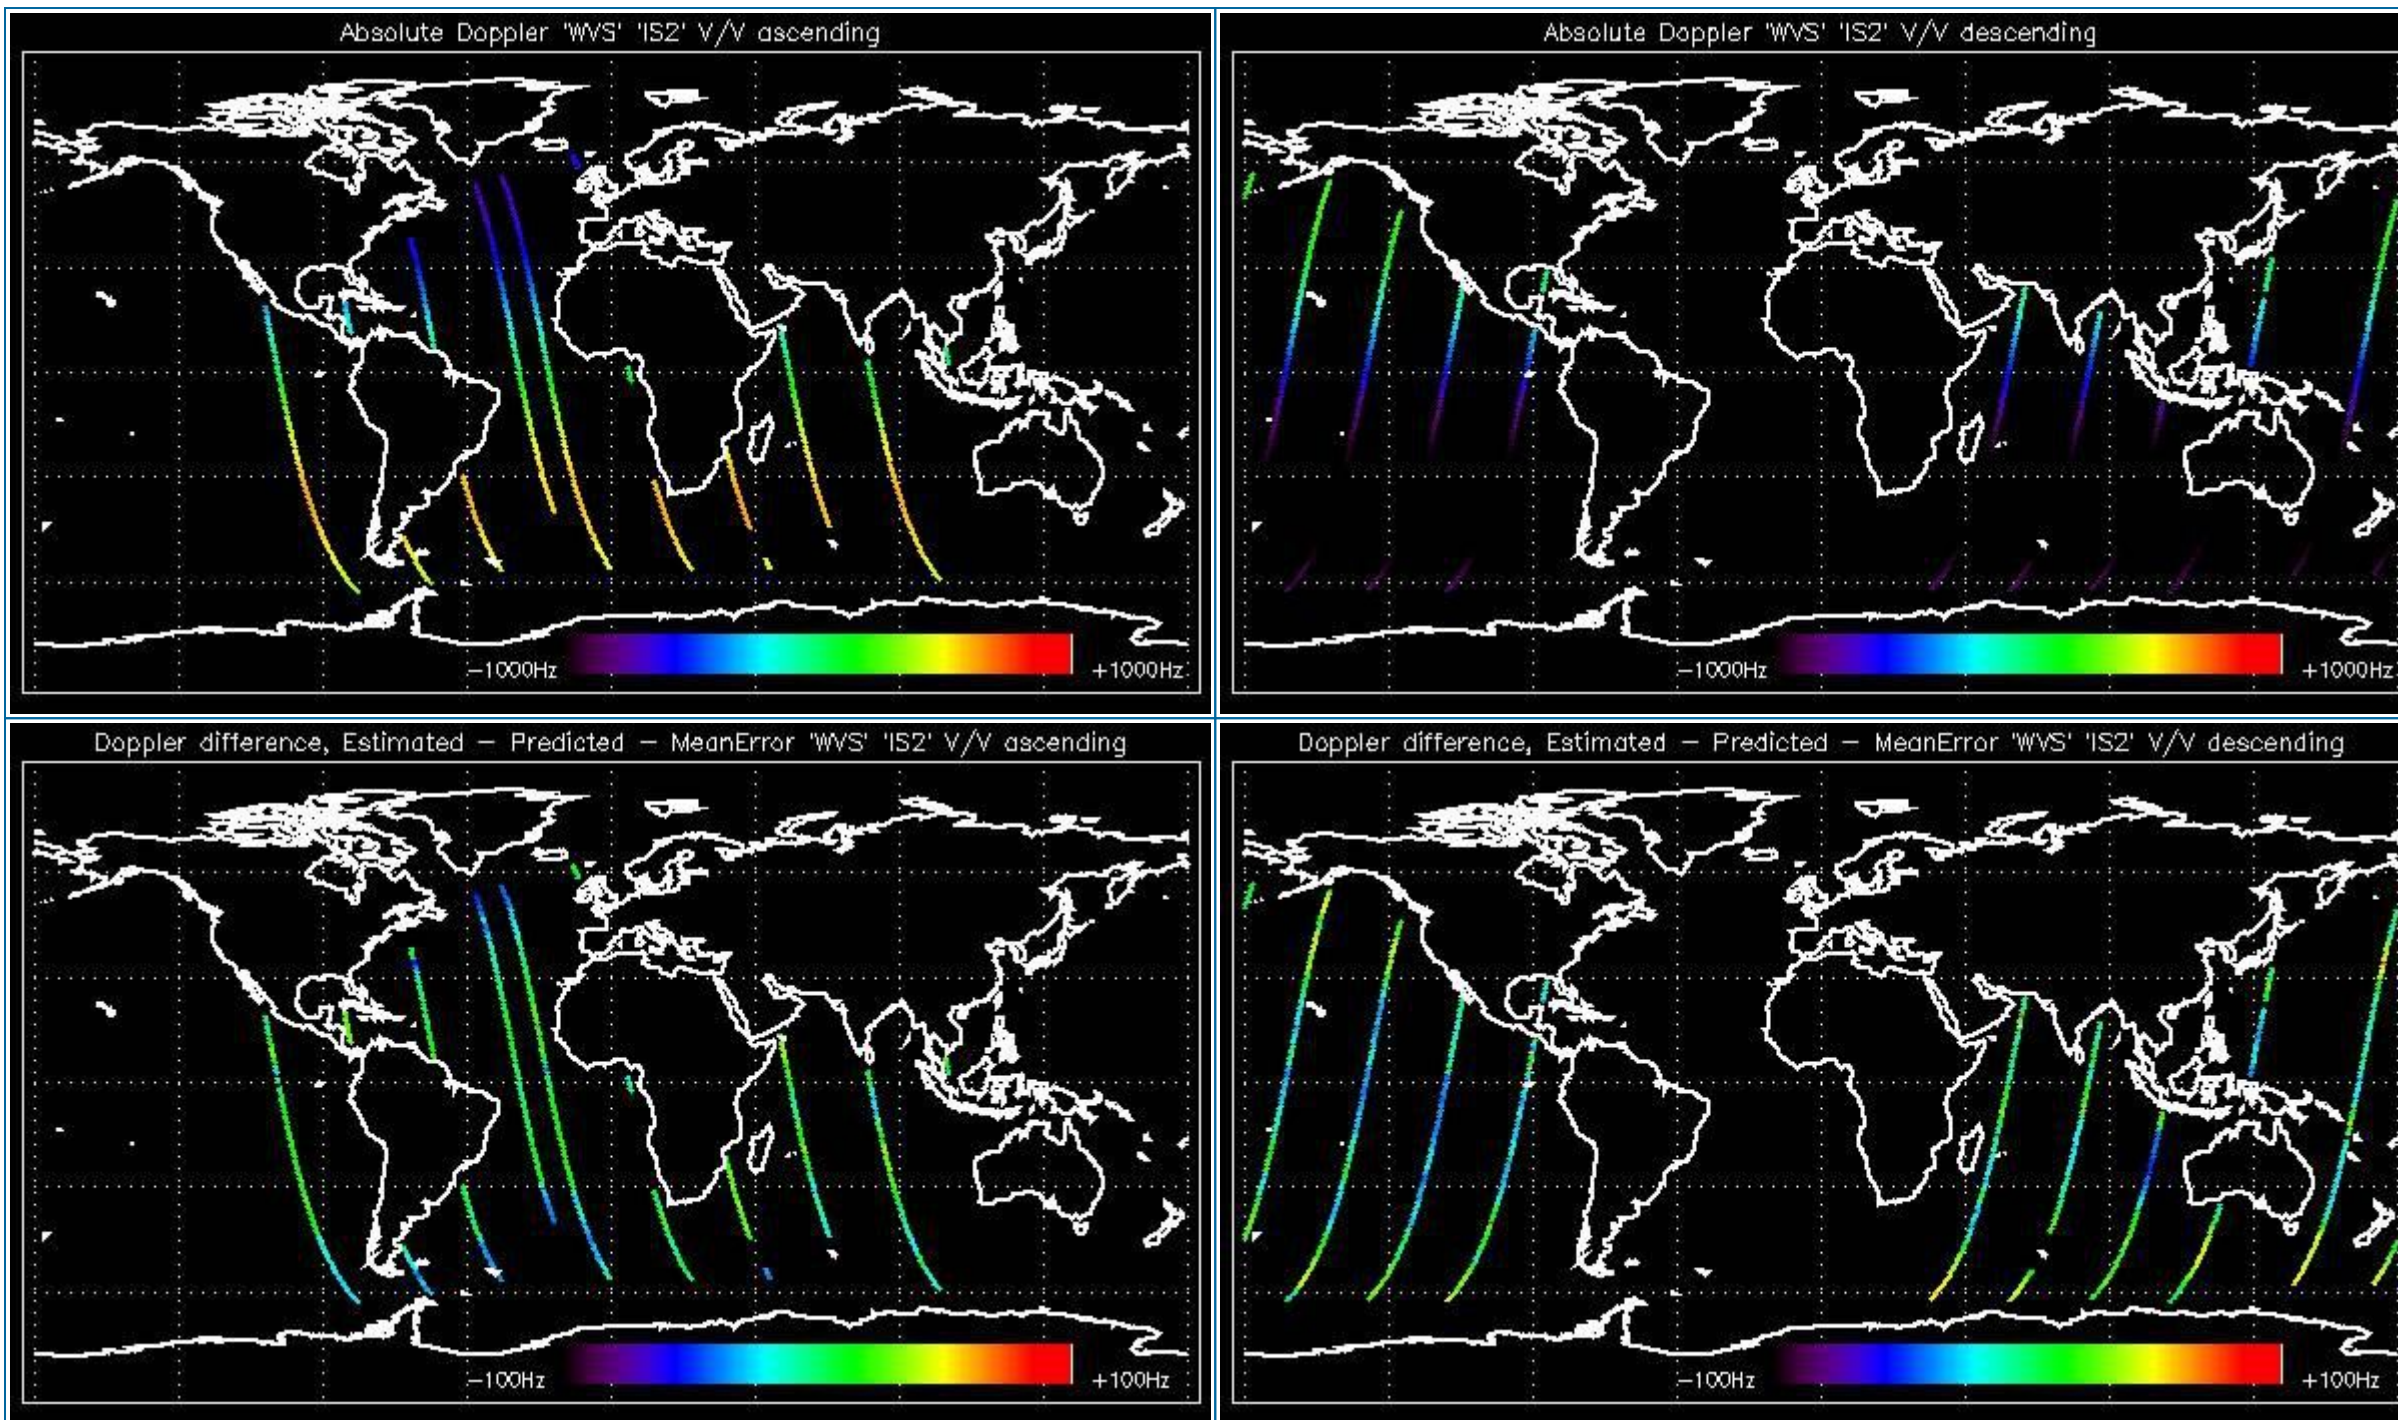 Absolute Doppler 'WVS' 'IS2' V/V ascending
-1000Hz
+1000Hz
Absolute Doppler 'WVS' 'IS2' V/V descending
-1000Hz
+1000Hz
Doppler difference, Estimated - Predicted - MeanError 'WVS' 'IS2' V/V ascending
-100Hz
+100Hz
Doppler difference, Estimated - Predicted - MeanError 'WVS' 'IS2' V/V descending
-100Hz
+100Hz